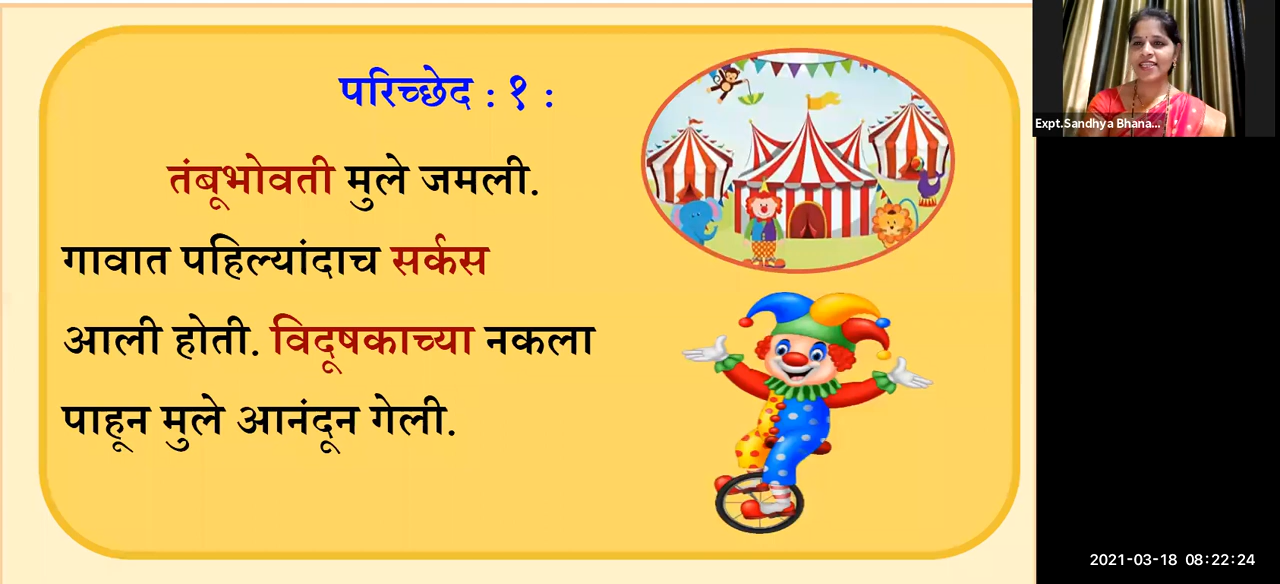 परिच्छेद : १ :
तंबूभोवती मुले जमली.
गावात पहिल्यांदाच सर्कस
आली होती. विदूषकाच्या नकला
पाहून मुले आनंदून गेली.
Expt.Sandhya Bhana...
2021-03-18 08:22:24